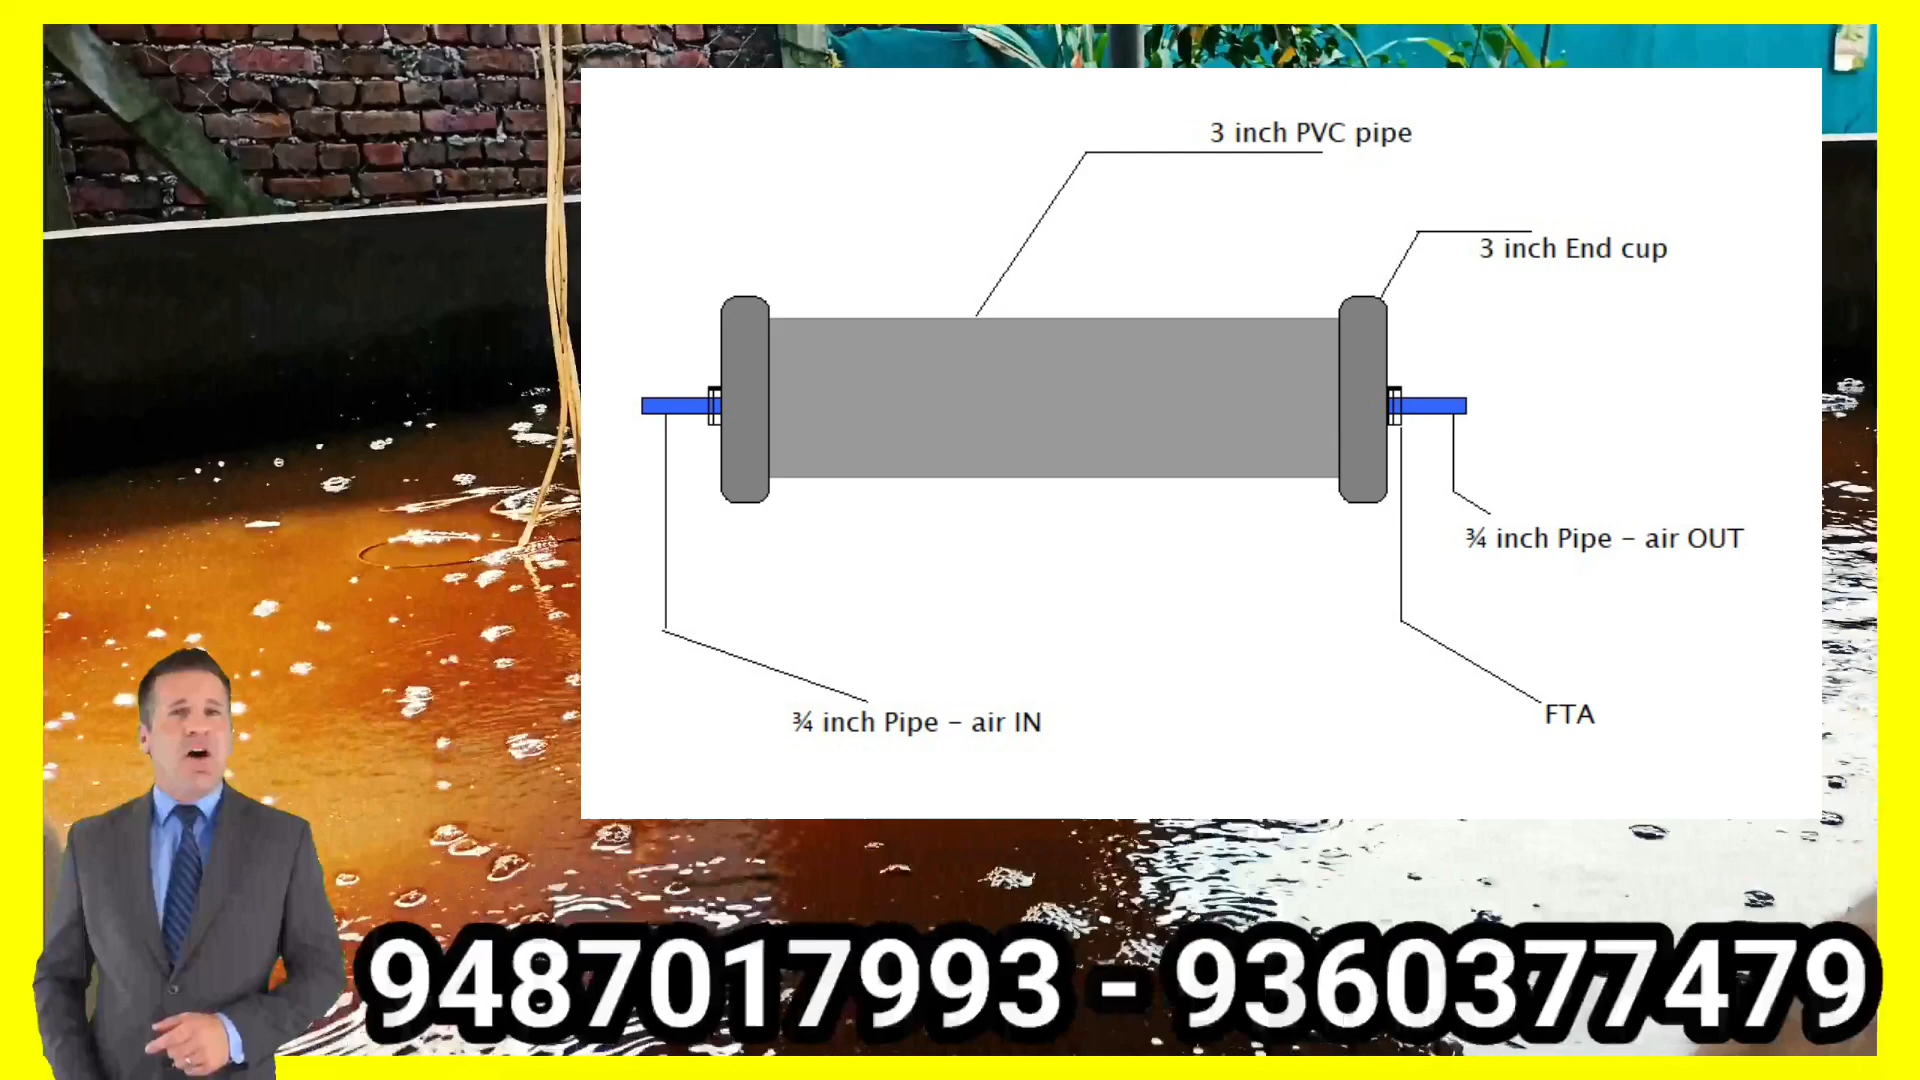 3 inch PVC pipe
3 inch End cup
¾ inch Pipe – air OUT
FTA
¾ inch Pipe – air IN
9487017993 - 9360377479